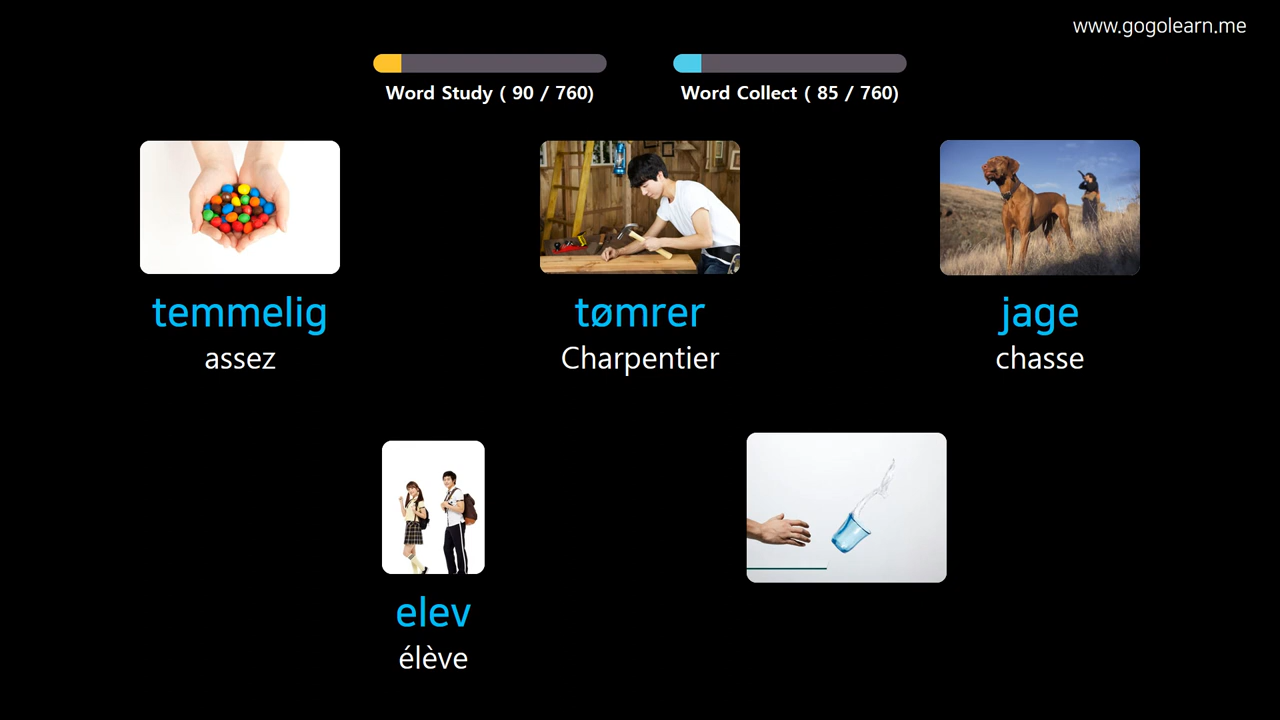 www.gogolearn.me
Word Study ( 90 / 760)
Word Collect ( 85 / 760)
temmelig
assez
tømrer
Charpentier
jage
chasse
elev
élève